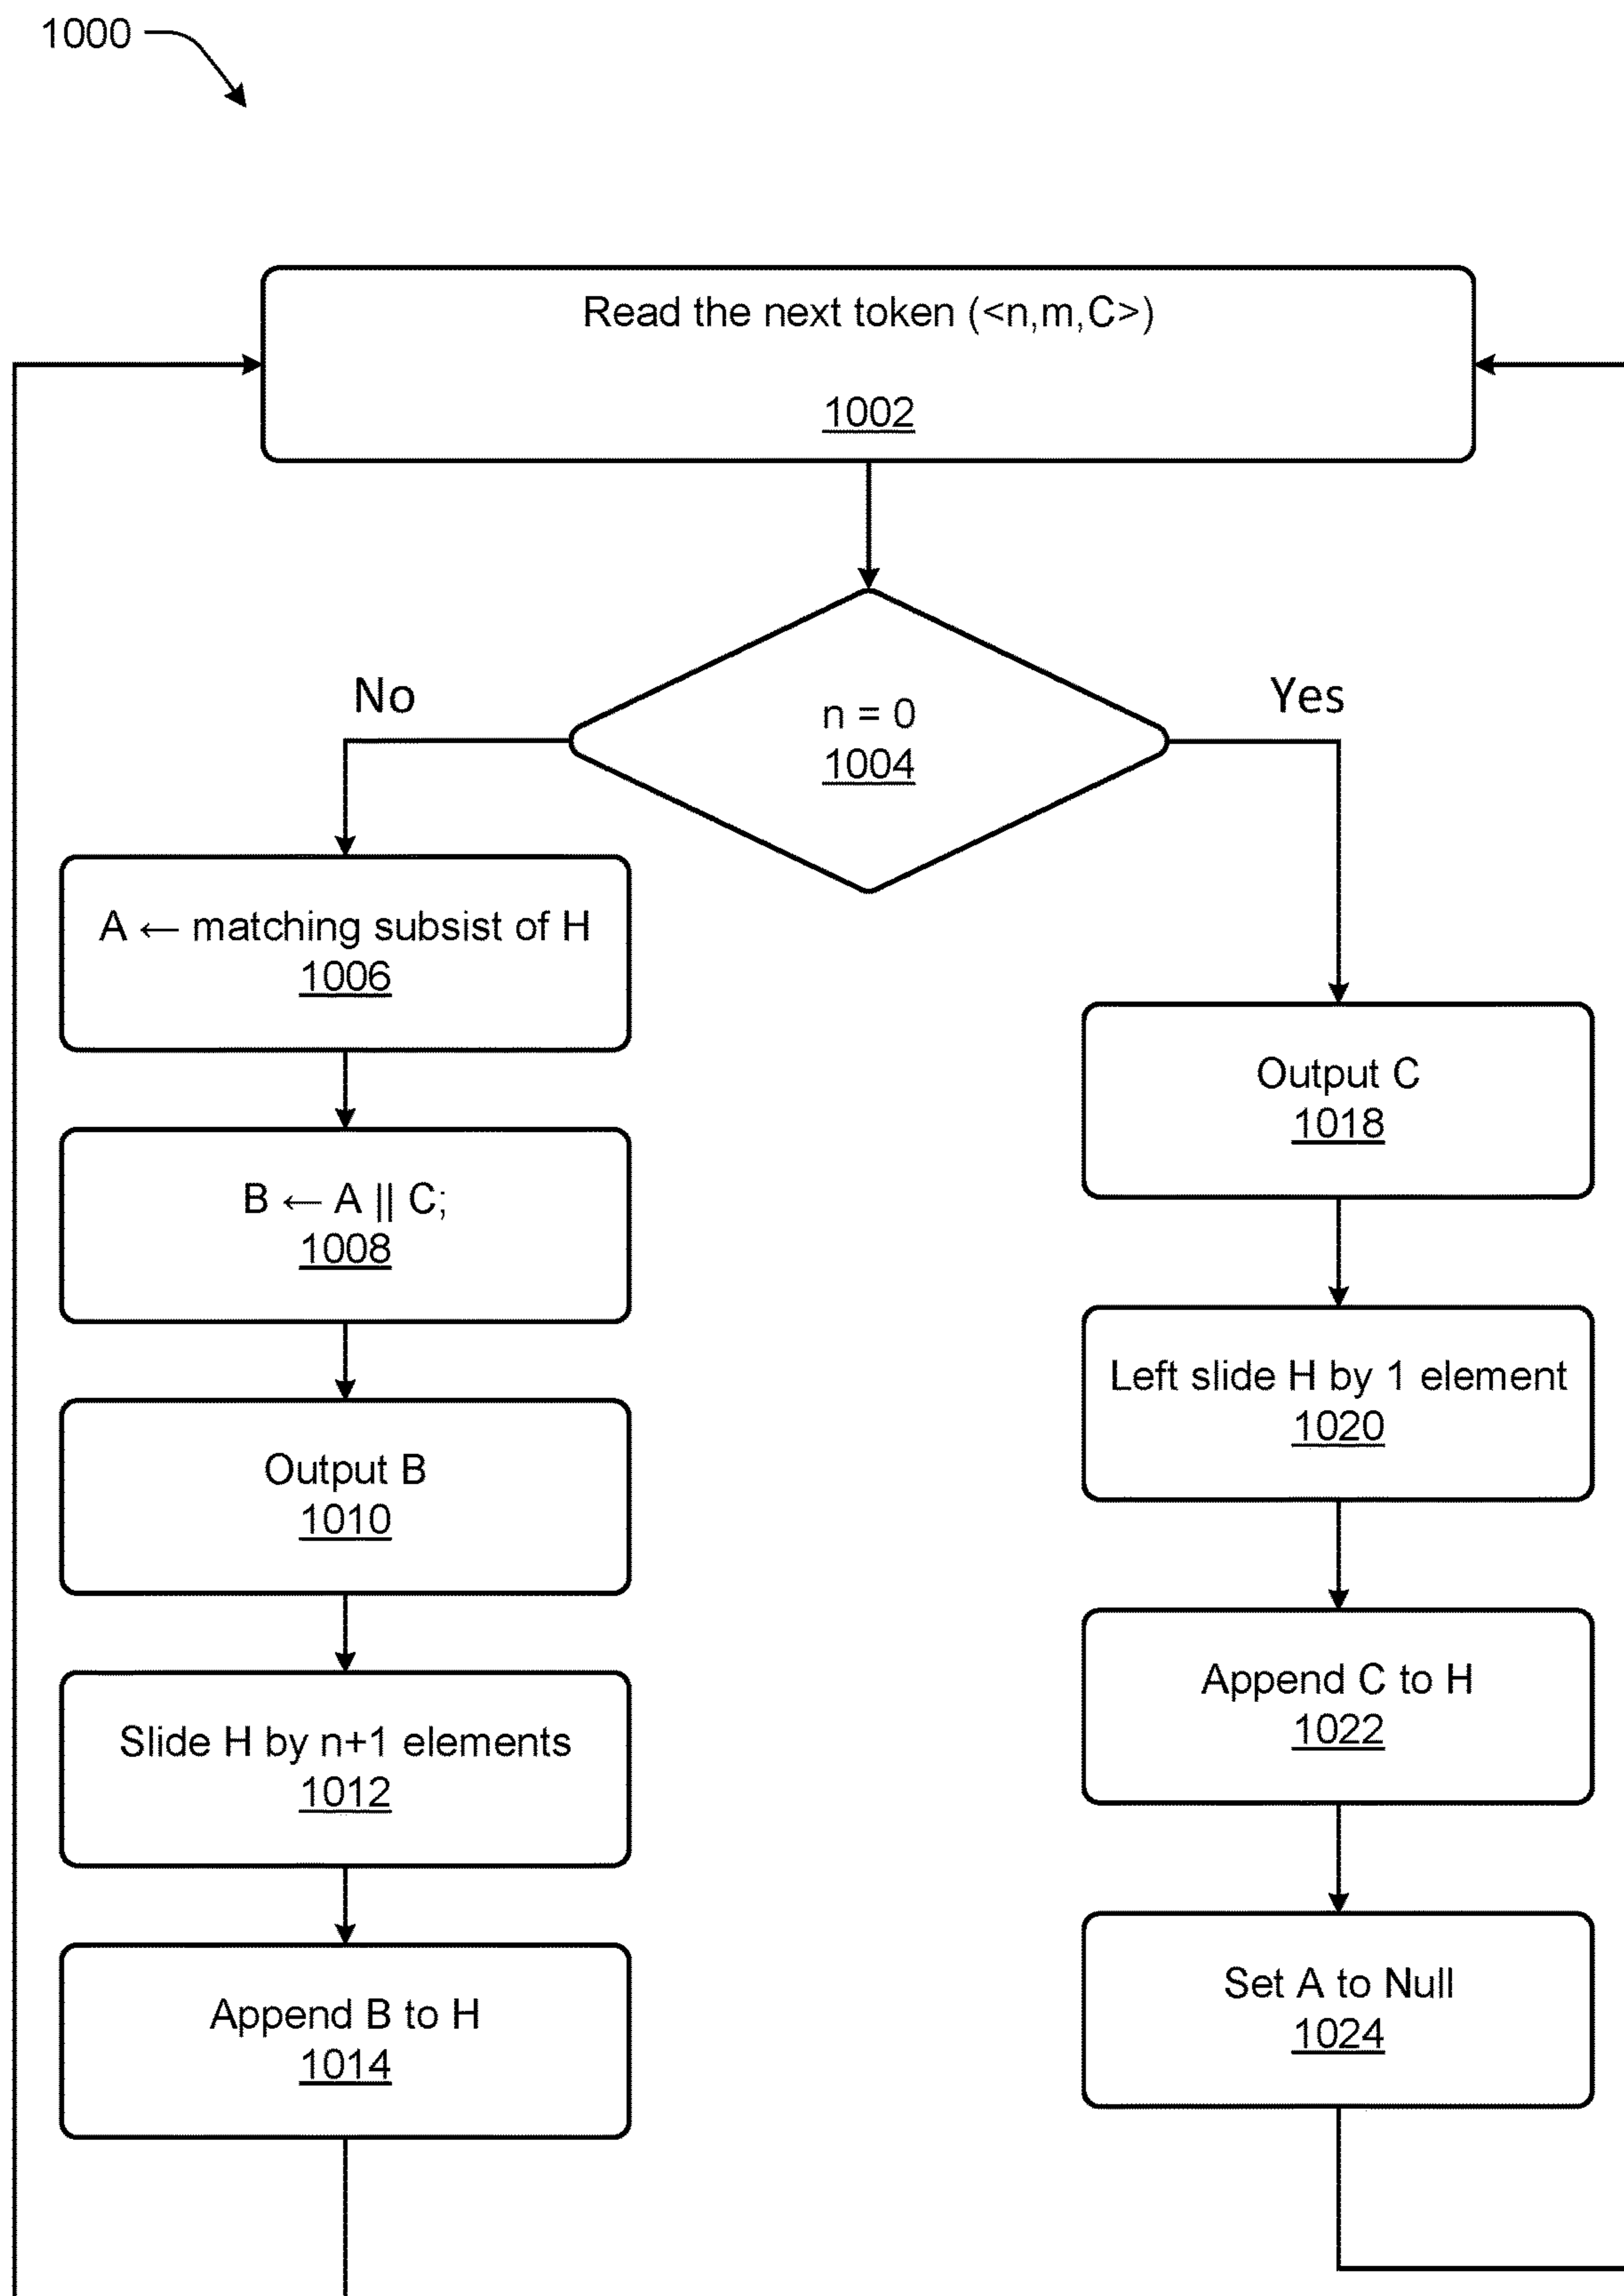 1000
Read the next token (<n,m,C>)
1002
n = 0
1004
No
Yes
A ← matching subsist of H
1006
B ← A || C;
1008
Output B
1010
Slide H by n+1 elements
1012
Append B to H
1014
Output C
1018
Left slide H by 1 element
1020
Append C to H
1022
Set A to Null
1024